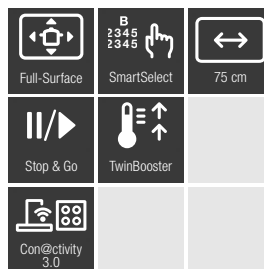 B
2345
2345
Full-Surface
SmartSelect
75 cm
Stop & Go
TwinBooster
Con@ctivity
3.0